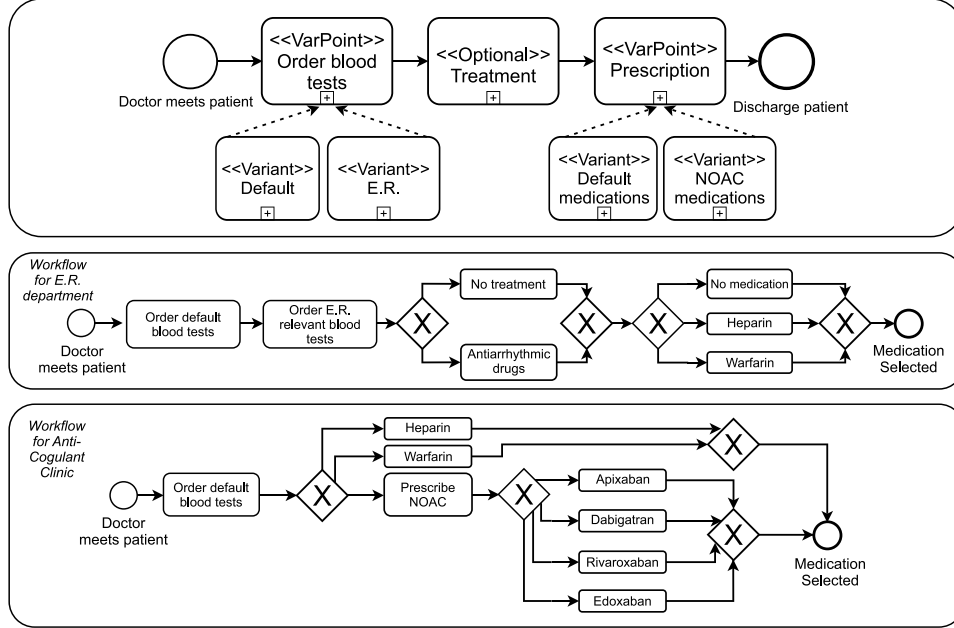 <<VarPoint>>
Order blood
tests
<<Optional>>
Treatment
<<VarPoint>>
Prescription
Doctor meets patient
Discharge patient
<<Variant>>
Default
<<Variant>>
E.R.
<<Variant>>
Default
medications
<<Variant>>
NOAC
medications
Workflow
for E.R.
department
Doctor
meets patient
Order default
blood tests
Order E.R.
relevant blood
tests
X
No treatment
Antiarrhythmic
drugs
X
X
No medication
Heparin
Warfarin
X
Medication
Selected
Workflow
for Anti-
Cogulant
Clinic
Doctor
meets patient
Order default
blood tests
X
Heparin
Warfarin
Prescribe
NOAC
X
X
Apixaban
Dabigatran
Rivaroxaban
Edoxaban
X
Medication
Selected